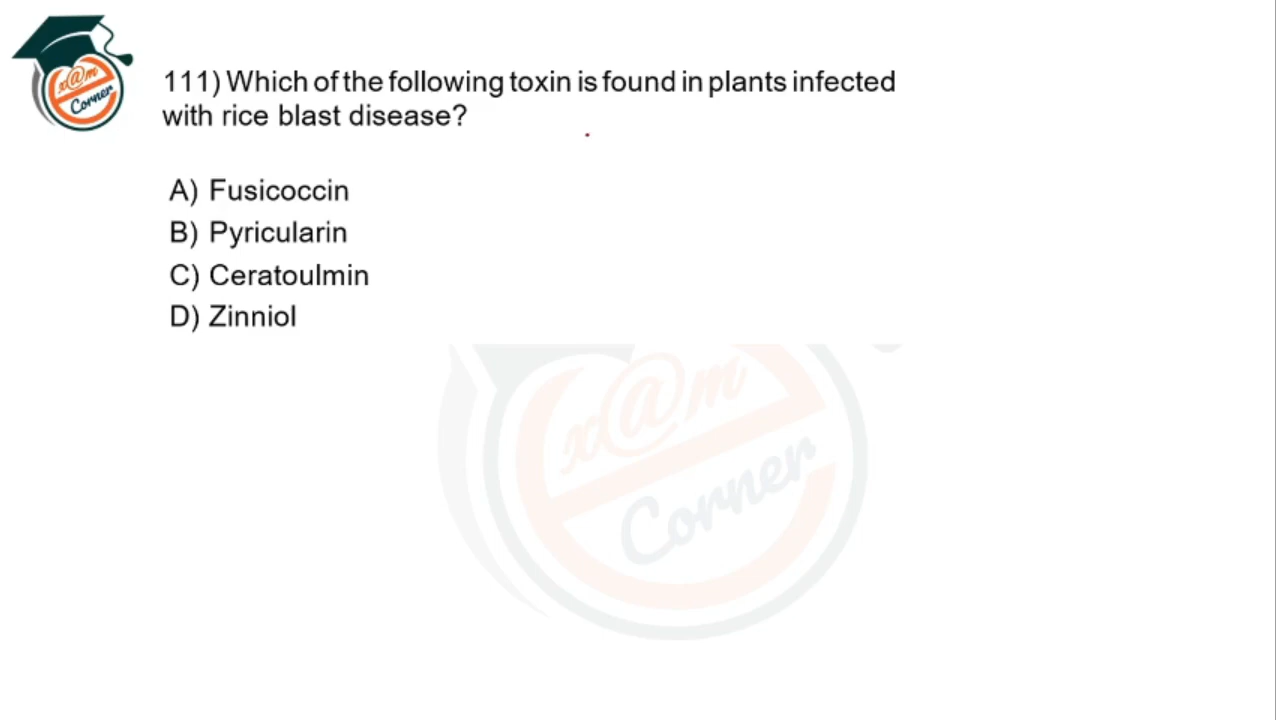 x@m
Corner
111) Which of the following toxin is found in plants infected
with rice blast disease?
A) Fusicoccin
B) Pyricularin
C) Ceratoulmin
D) Zinniol
x@m
Corner